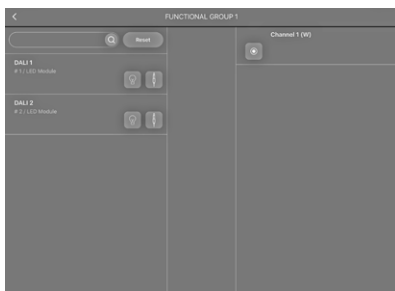 FUNCTIONAL GROUP 1
Reset
Channel 1 (W)
DALI 1
# 1 / LED Module
DALI 2
# 2 / LED Module